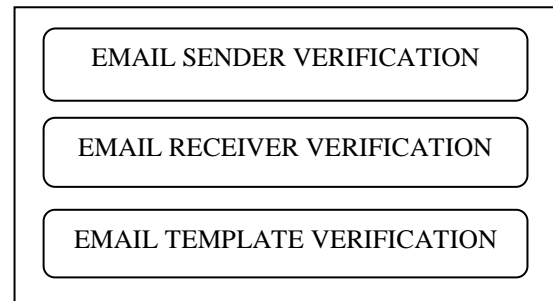 EMAIL SENDER VERIFICATION
EMAIL RECEIVER VERIFICATION
EMAIL TEMPLATE VERIFICATION